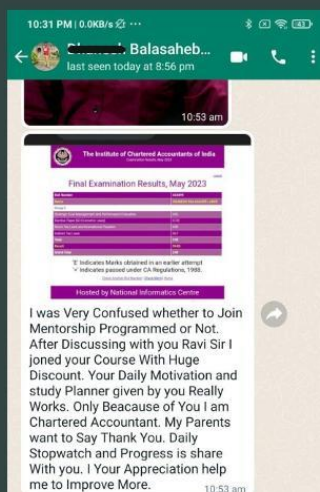 10:31 PM | 0.0KB/s
Balasaheb...
last seen today at 8:56 pm
10:53 am
The Institute of Chartered Accountants of India
Final Examination Results, May 2023
'E' Indicates Marks obtained in an earlier attempt
Indicates passed under CA Regulations, 1988.
Hosted by National Informatics Centre
I was Very Confused whether to Join
Mentorship Programmed or Not.
After Discussing with you Ravi Sir I
joned your Course With Huge
Discount. Your Daily Motivation and
study Planner given by you Really
Works. Only Beacause of You I am
Chartered Accountant. My Parents
want to Say Thank You. Daily
Stopwatch and Progress is share
With you. I Your Appreciation help
me to Improve More.
10:53 am